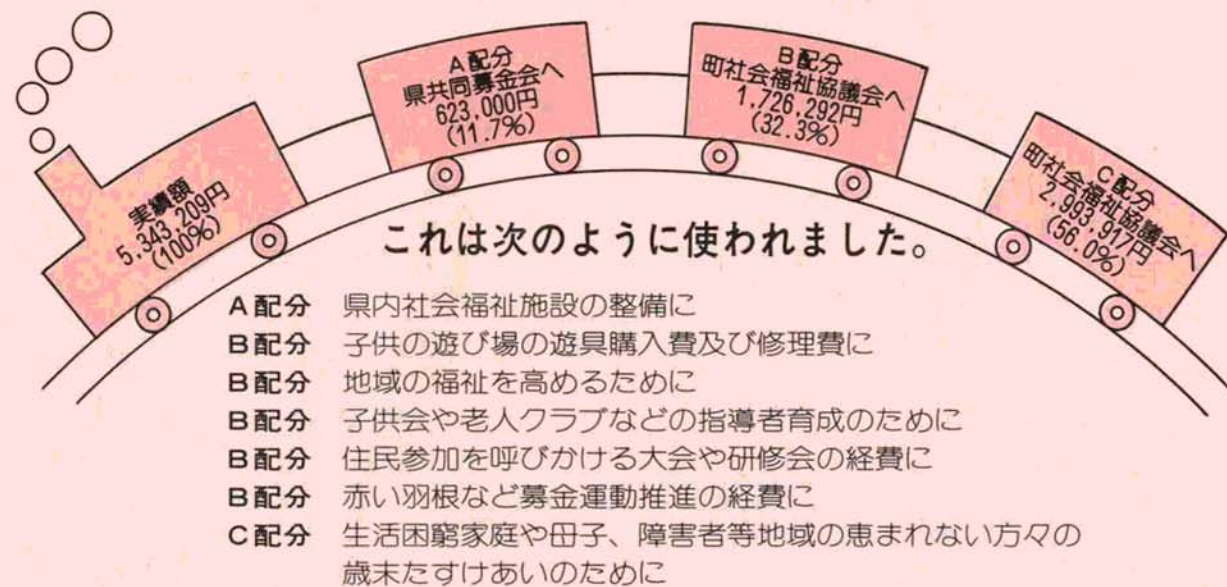 実績額
5,343,209円
(100%)
A配分
県共同募金会へ
623,000円
(11.7%)
B配分
町社会福祉協議会へ
1,726,292円
(32.3%)
C配分
町社会福祉協議会へ
2,993,917円
(56.0%)
これは次のように使われました。
A配分 県内社会福祉施設の整備に
B配分 子供の遊び場の遊具購入費及び修理費に
B配分 地域の福祉を高めるために
B配分 子供会や老人クラブなどの指導者育成のために
B配分 住民参加を呼びかける大会や研修会の経費に
B配分 赤い羽根など募金運動推進の経費に
C配分 生活困窮家庭や母子、障害者等地域の恵まれない方々の
歳末たすけあいのために